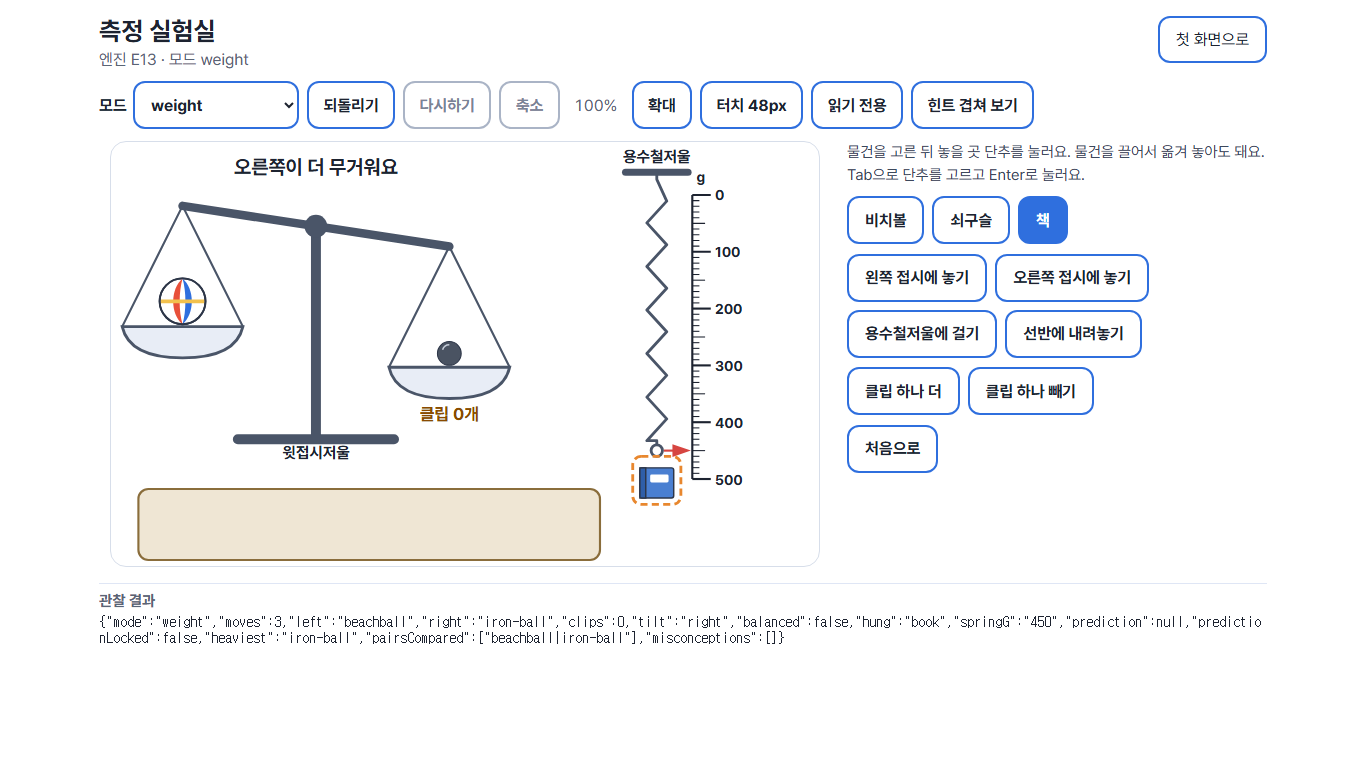 측정 실험실
엔진 E13 · 모드 weight
첫 화면으로
모드 weight 되돌리기 다시하기 축소 100% 확대 터치 48px 읽기 전용 힌트 겹쳐 보기
오른쪽이 더 무거워요
클립 0개
윗접시저울
용수철저울
g
0
100
200
300
400
500
물건을 고른 뒤 놓을 곳 단추를 눌러요. 물건을 끌어서 옮겨 놓아도 돼요.
Tab으로 단추를 고르고 Enter로 눌러요.
비치볼 쇠구슬 책
왼쪽 접시에 놓기 오른쪽 접시에 놓기
용수철저울에 걸기 선반에 내려놓기
클립 하나 더 클립 하나 빼기
처음으로
관찰 결과
{"mode":"weight","moves":3,"left":"beachball","right":"iron-ball","clips":0,"tilt":"right","balanced":false,"hung":"book","springG":"450","prediction":null,"predictio
nLocked":false,"heaviest":"iron-ball","pairsCompared":["beachball|iron-ball"],"misconceptions":[]}